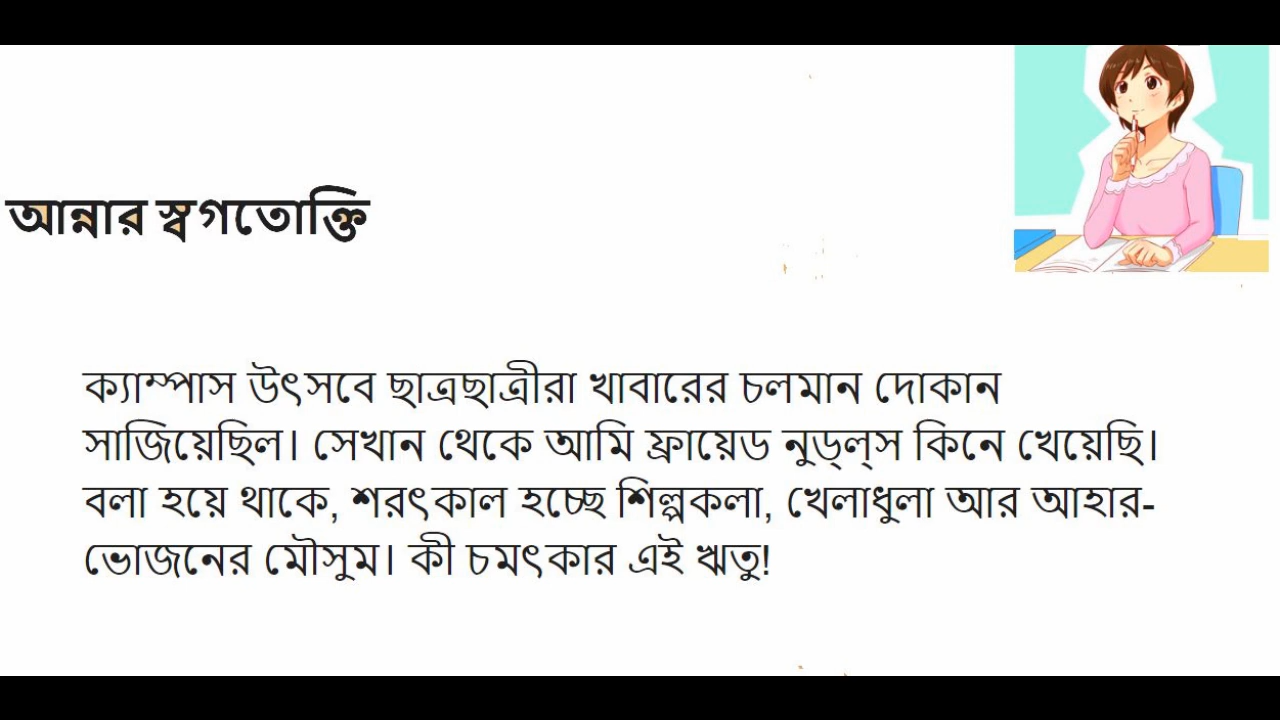 আন্নার স্বগতোক্তি
ক্যাম্পাস উৎসবে ছাত্রছাত্রীরা খাবারের চলমান দোকান
সাজিয়েছিল। সেখান থেকে আমি ফ্রায়েড নুড্ল্স কিনে খেয়েছি।
বলা হয়ে থাকে, শরৎকাল হচ্ছে শিল্পকলা, খেলাধুলা আর আহার-
ভোজনের মৌসুম। কী চমৎকার এই ঋতু!